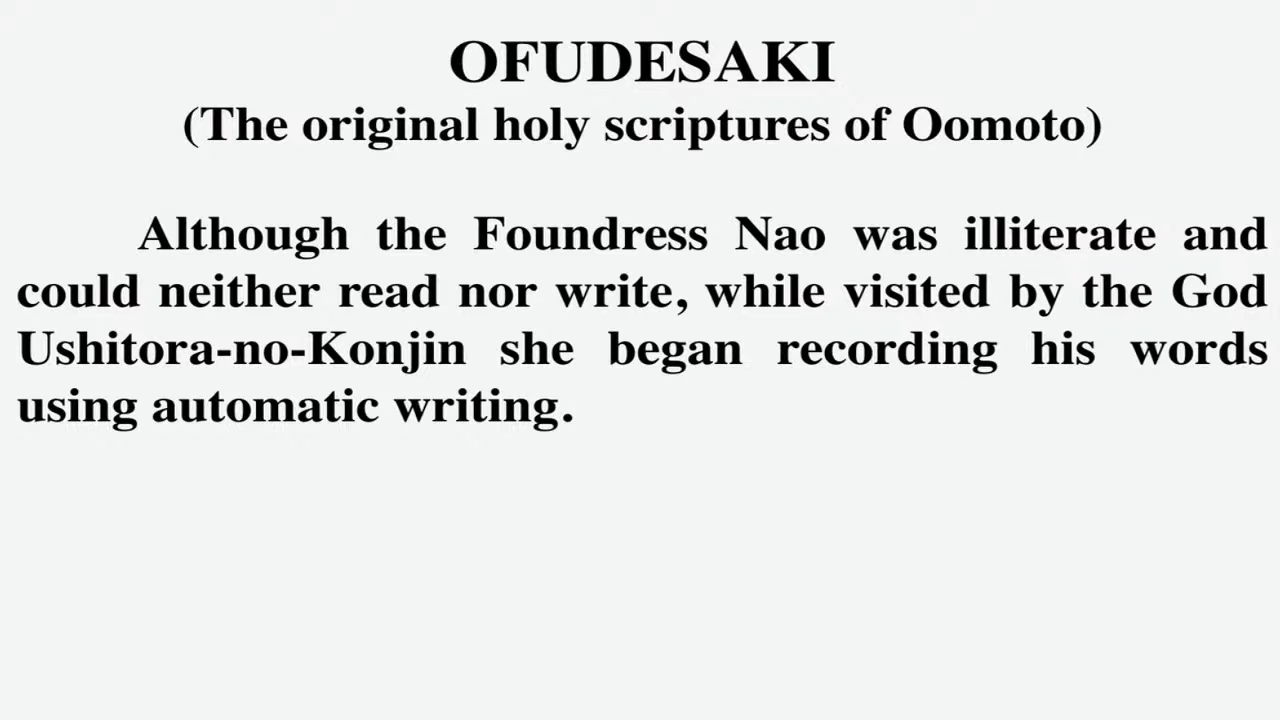 OFUDESAKI
(The original holy scriptures of Oomoto)
Although the Foundress Nao was illiterate and
could neither read nor write, while visited by the God
Ushitora-no-Konjin she began recording his words
using automatic writing.